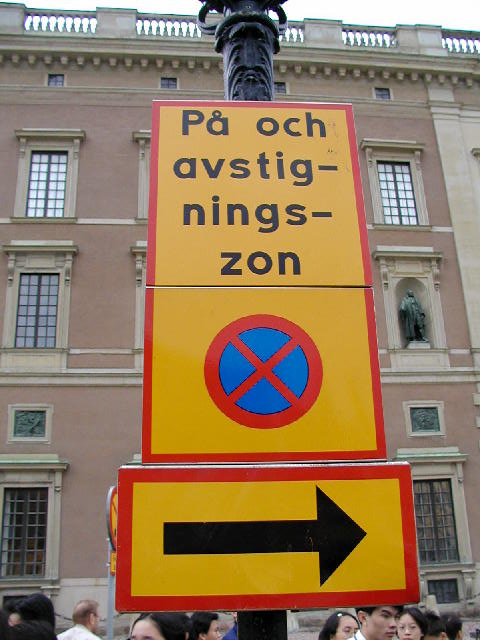 På och
avstig-
nings-
zon